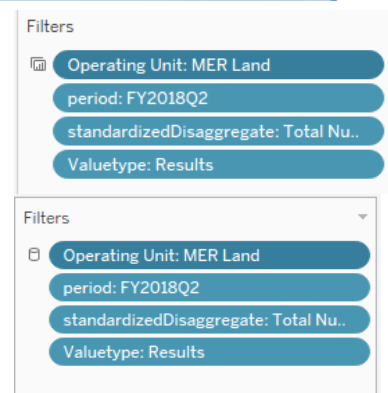 Filters
Operating Unit: MER Land
period: FY2018Q2
standardizedDisaggregate: Total Nu..
Valuetype: Results
Filters
Operating Unit: MER Land
period: FY2018Q2
standardizedDisaggregate: Total Nu..
Valuetype: Results